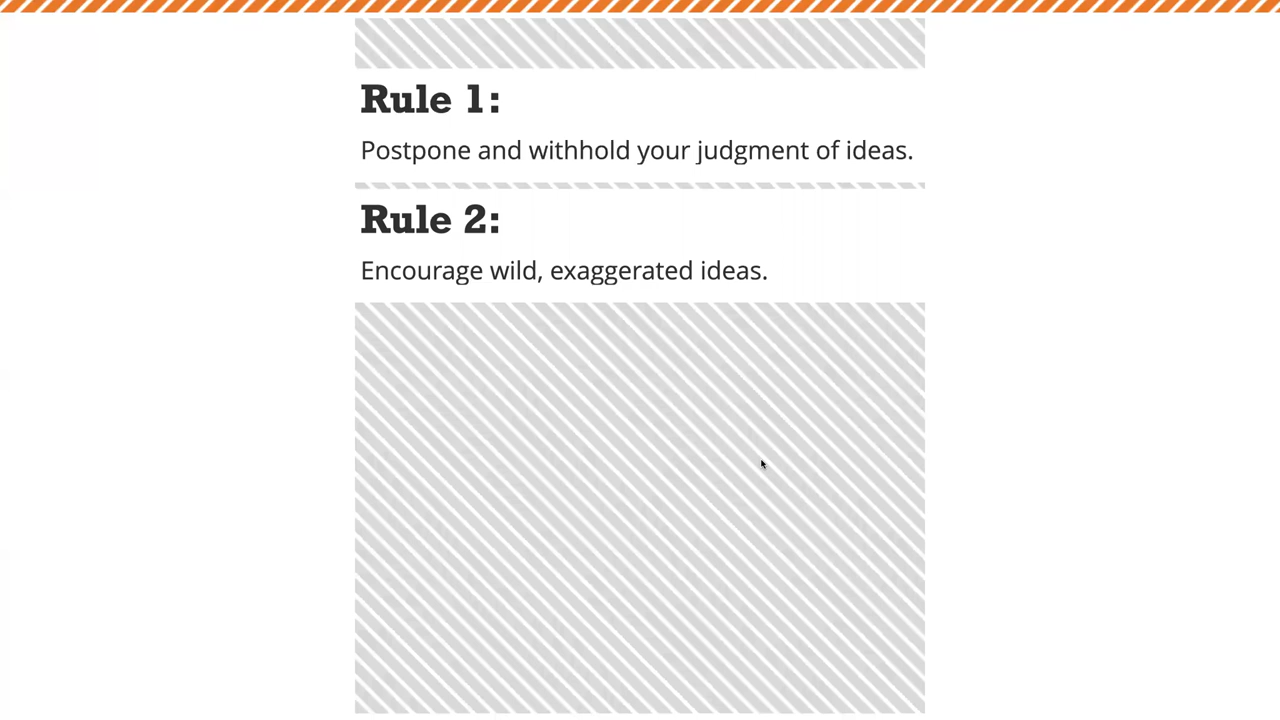 Rule 1:
Postpone and withhold your judgment of ideas.
Rule 2:
Encourage wild, exaggerated ideas.